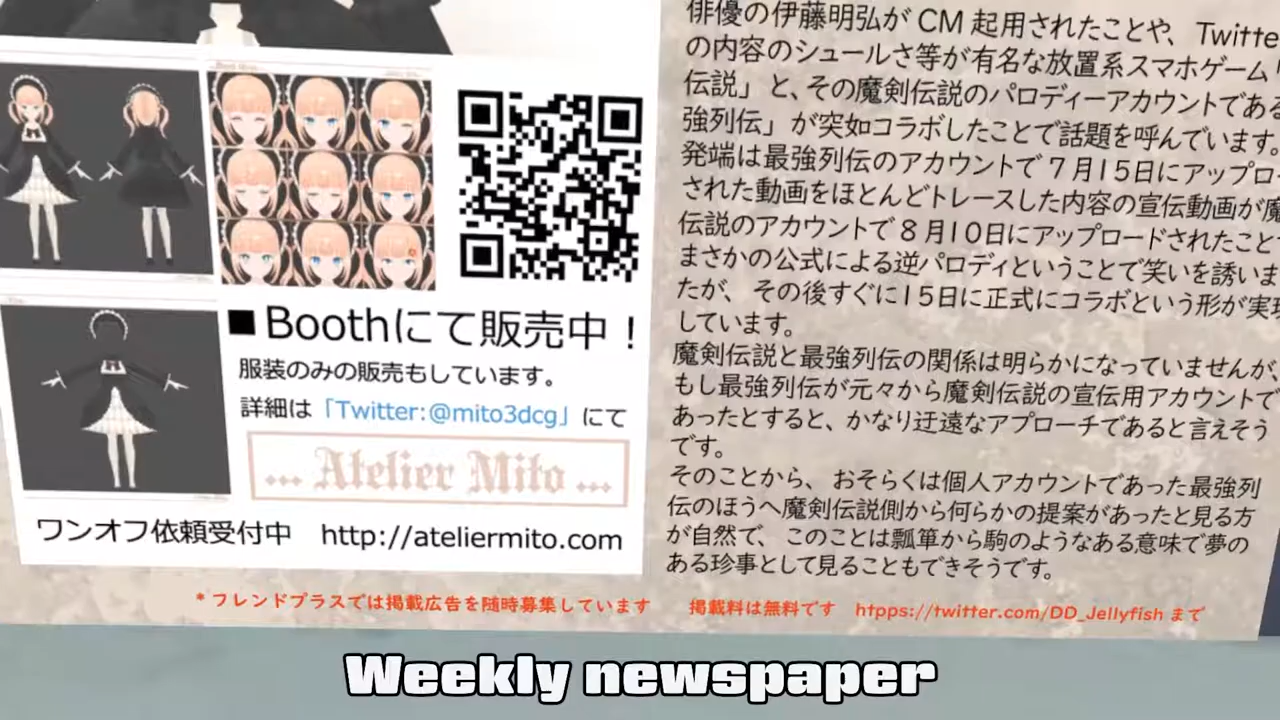 ■Boothにて販売中!
服装のみの販売もしています。
詳細は「Twitter:@mito3dcg」にて
... Atelier Mito ...
ワンオフ依頼受付中 http://ateliermito.com
俳優の伊藤明弘が CM 起用されたことや、Twitte
の内容のシュールさ等が有名な放置系スマホゲーム
伝説」と、その魔剣伝説のパロディーアカウントである
強列伝」が突如コラボしたことで話題を呼んでいます。
発端は最強列伝のアカウントで7月15日にアップロー
された動画をほとんどトレースした内容の宣伝動画が魔
伝説のアカウントで8月10日にアップロードされたこと
まさかの公式による逆パロディということで笑いを誘いま
たが、その後すぐに15日に正式にコラボという形が実現
しています。
魔剣伝説と最強列伝の関係は明らかになっていませんが、
もし最強列伝が元々から魔剣伝説の宣伝用アカウントで
あったとすると、かなり迂遠なアプローチであると言えそう
です。
そのことから、おそらくは個人アカウントであった最強列
伝のほうへ魔剣伝説側から何らかの提案があったと見る方
が自然で、このことは瓢箪から駒のようなある意味で夢の
ある珍事として見ることもできそうです。
*フレンドプラスでは掲載広告を随時募集しています 掲載料は無料です htpps://twitter.com/DD_Jellyfish まで
Weekly newspaper